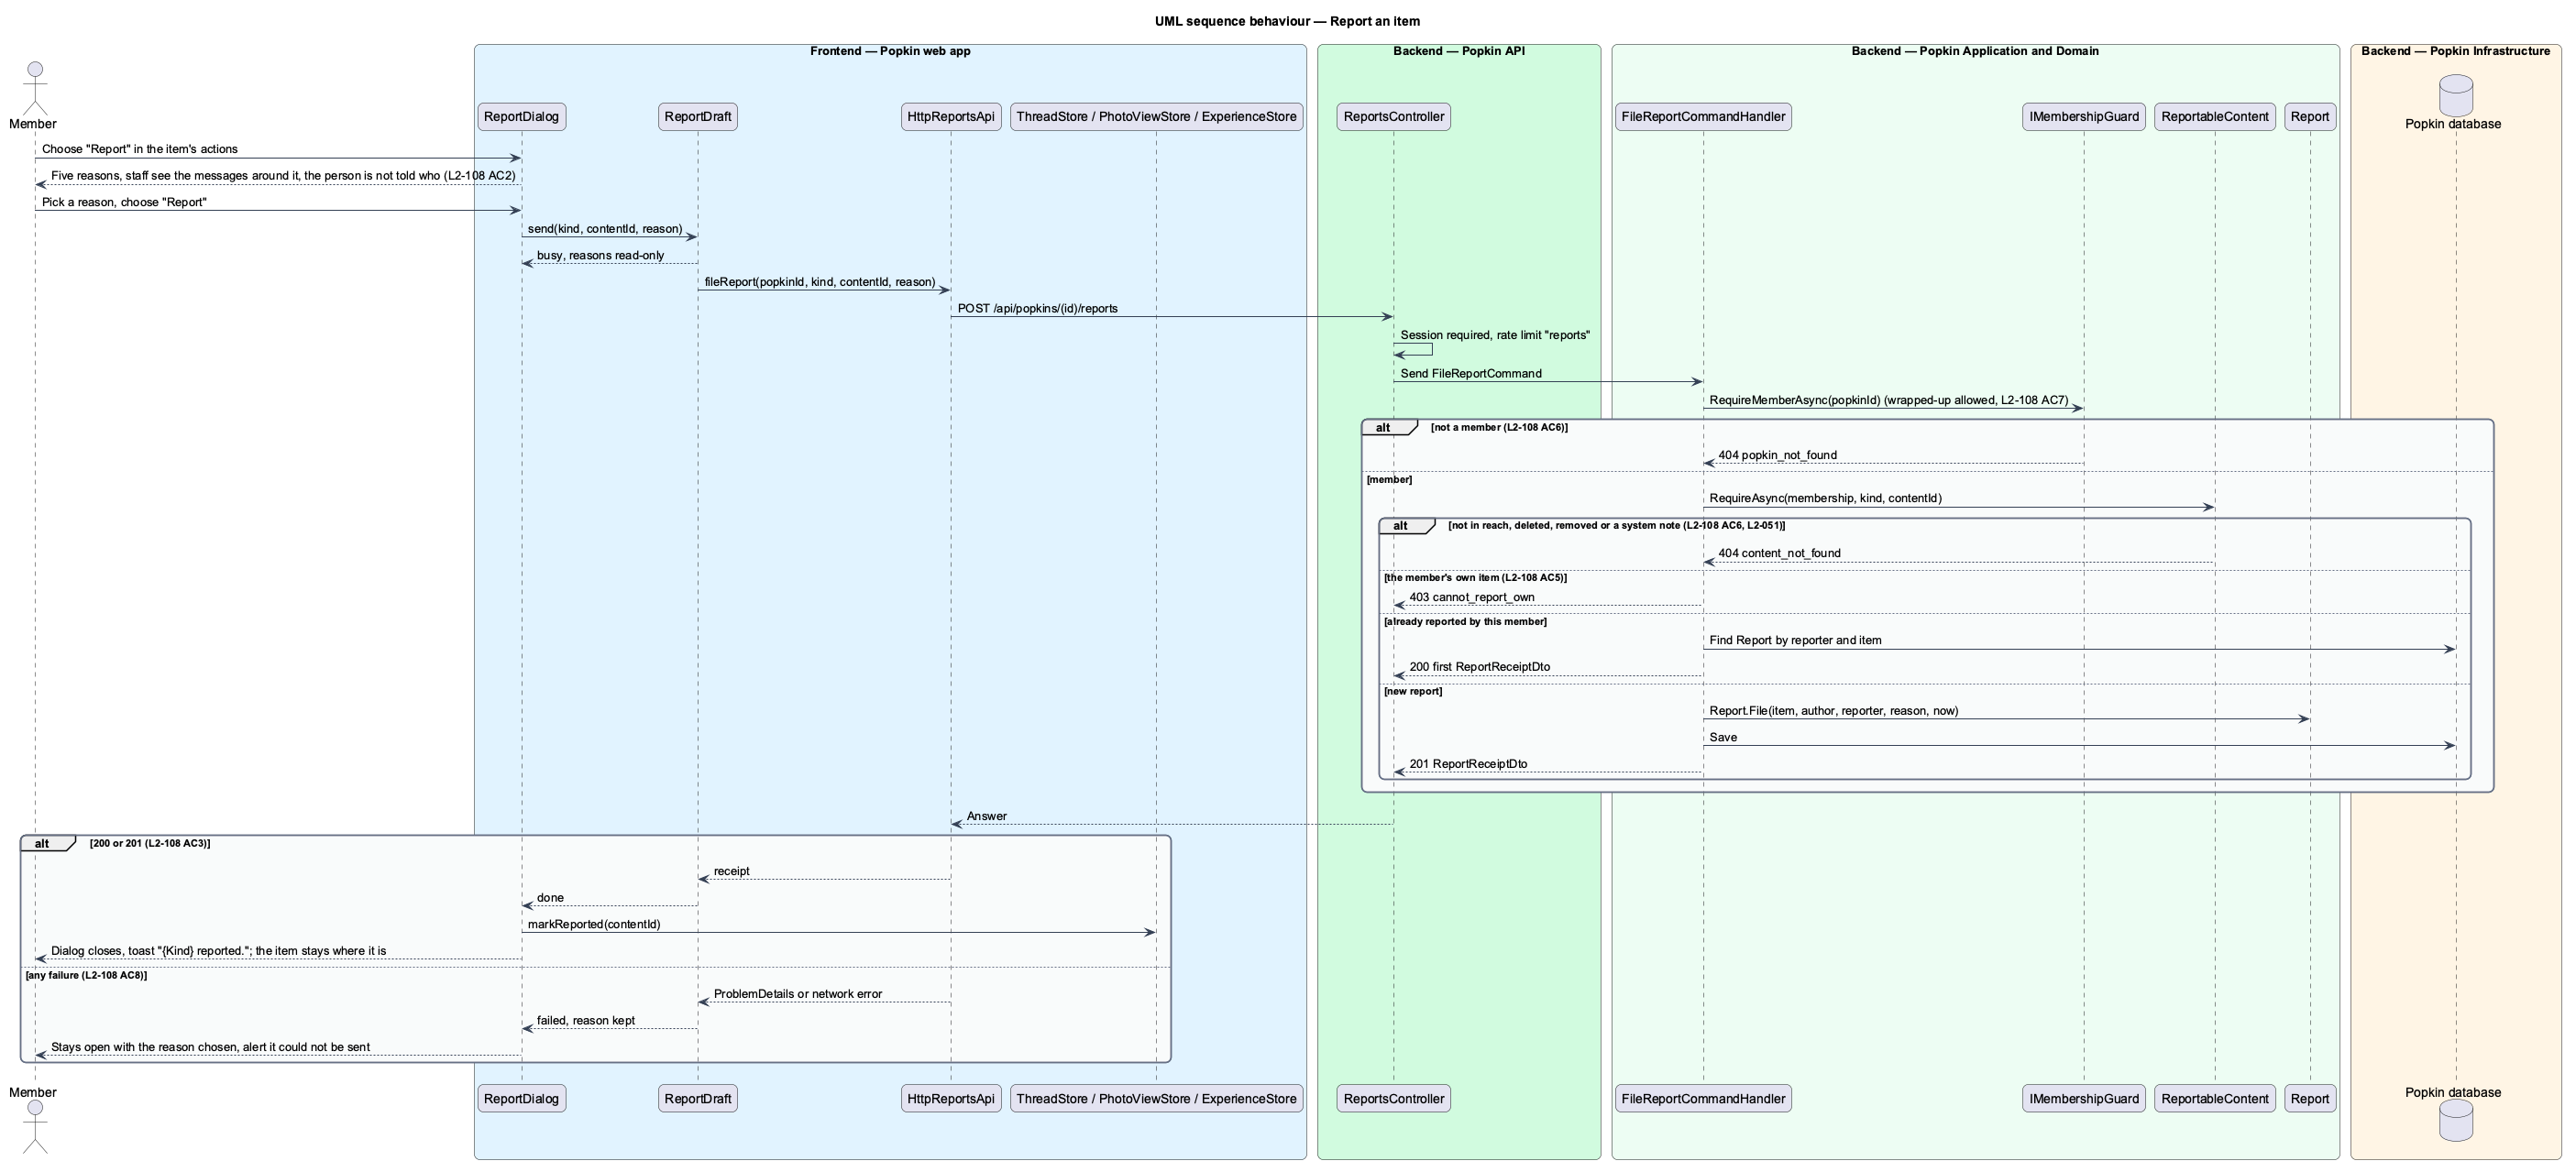 UML sequence behaviour — Report an item
Frontend — Popkin web app
Backend — Popkin API
Backend — Popkin Application and Domain
Backend — Popkin Infrastructure
Member
ReportDialog
ReportDraft
HttpReportsApi
ThreadStore / PhotoViewStore / ExperienceStore
ReportsController
FileReportCommandHandler
IMembershipGuard
ReportableContent
Report
Popkin database
Choose "Report" in the item's actions
Five reasons, staff see the messages around it, the person is not told who (L2-108 AC2)
Pick a reason, choose "Report"
send(kind, contentId, reason)
busy, reasons read-only
fileReport(popkinId, kind, contentId, reason)
POST /api/popkins/(id)/reports
Session required, rate limit "reports"
Send FileReportCommand
RequireMemberAsync(popkinId) (wrapped-up allowed, L2-108 AC7)
alt
[not a member (L2-108 AC6)]
404 popkin_not_found
[member]
RequireAsync(membership, kind, contentId)
alt
[not in reach, deleted, removed or a system note (L2-108 AC6, L2-051)]
404 content_not_found
[the member's own item (L2-108 AC5)]
403 cannot_report_own
[already reported by this member]
Find Report by reporter and item
200 first ReportReceiptDto
[new report]
Report.File(item, author, reporter, reason, now)
Save
201 ReportReceiptDto
Answer
alt
[200 or 201 (L2-108 AC3)]
receipt
done
markReported(contentId)
Dialog closes, toast "{Kind} reported."; the item stays where it is
[any failure (L2-108 AC8)]
ProblemDetails or network error
failed, reason kept
Stays open with the reason chosen, alert it could not be sent
Member
ReportDialog
ReportDraft
HttpReportsApi
ThreadStore / PhotoViewStore / ExperienceStore
ReportsController
FileReportCommandHandler
IMembershipGuard
ReportableContent
Report
Popkin database